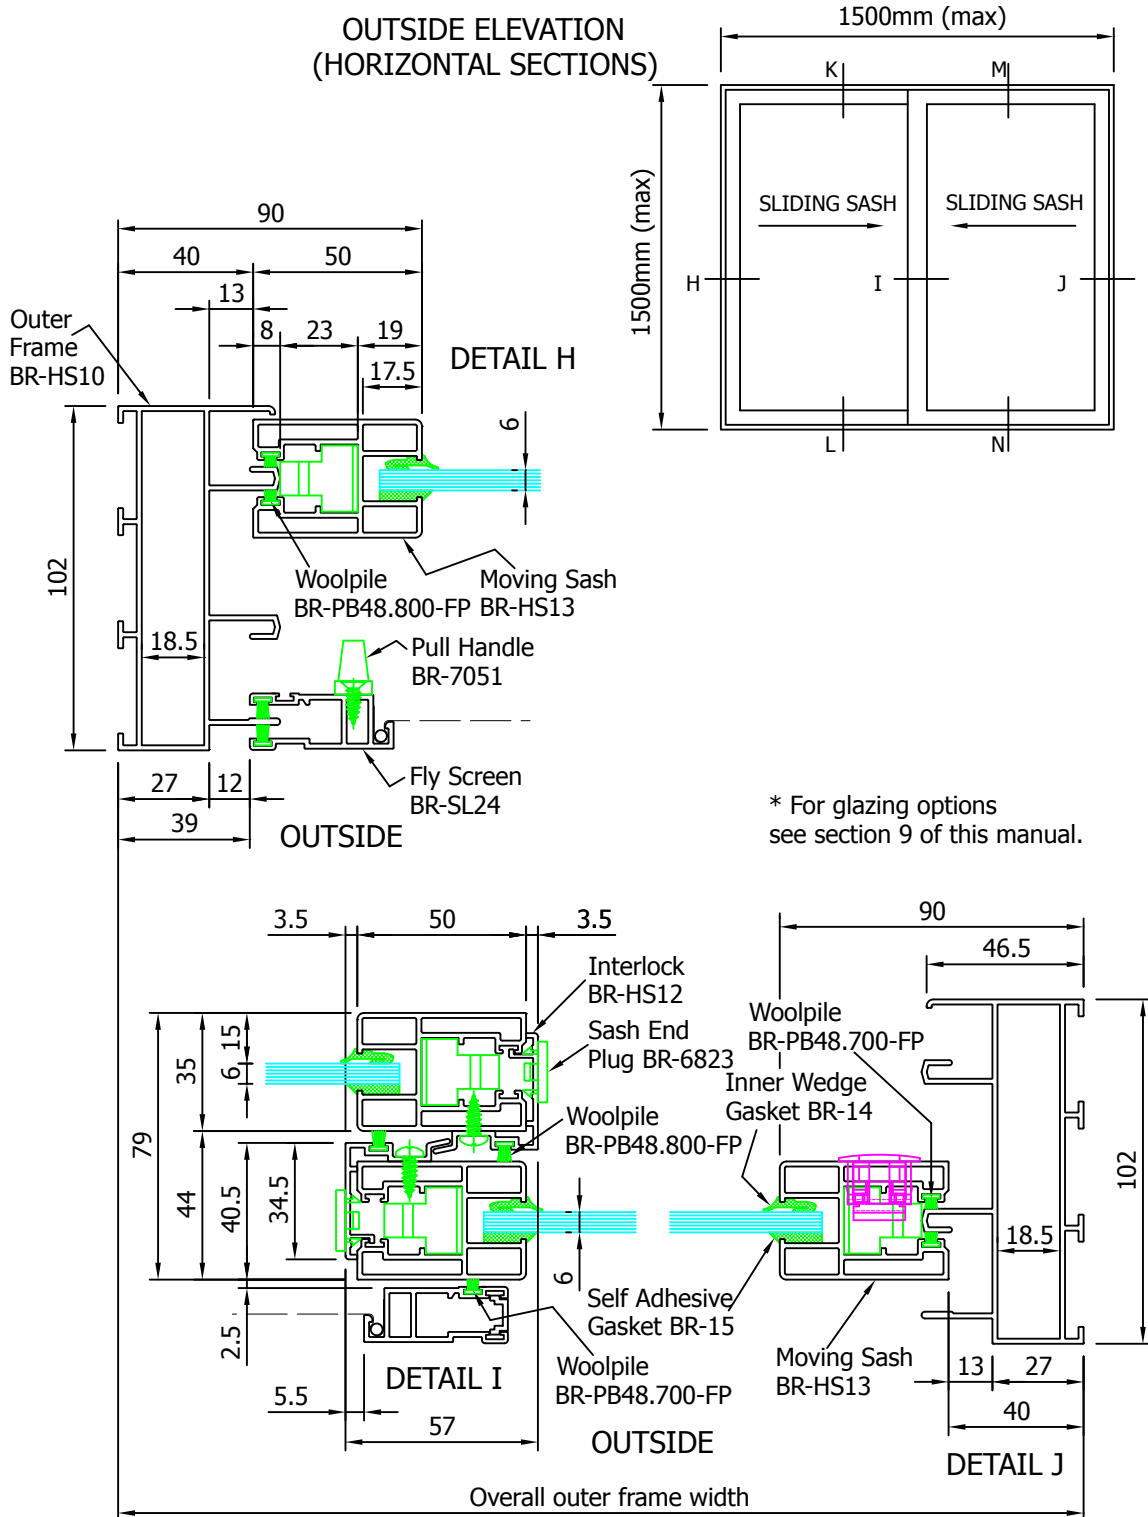 OUTSIDE ELEVATION
(HORIZONTAL SECTIONS)
1500mm (max)
K
M
1500mm (max)
SLIDING SASH
SLIDING SASH
H
I
J
L
N
90
40
50
13
8
23
19
17.5
Outer
Frame
BR-HS10
DETAIL H
6
102
Woolpile
BR-PB48.800-FP
Moving Sash
BR-HS13
18.5
Pull Handle
BR-7051
27
12
39
Fly Screen
BR-SL24
OUTSIDE
* For glazing options
see section 9 of this manual.
3.5
50
3.5
90
46.5
Interlock
BR-HS12
Sash End
Plug BR-6823
Woolpile
BR-PB48.700-FP
Inner Wedge
Gasket BR-14
15
6
35
79
44
40.5
34.5
2.5
Woolpile
BR-PB48.800-FP
102
18.5
6
Self Adhesive
Gasket BR-15
DETAIL I
Woolpile
BR-PB48.700-FP
Moving Sash
BR-HS13
13
27
40
5.5
57
OUTSIDE
DETAIL J
Overall outer frame width